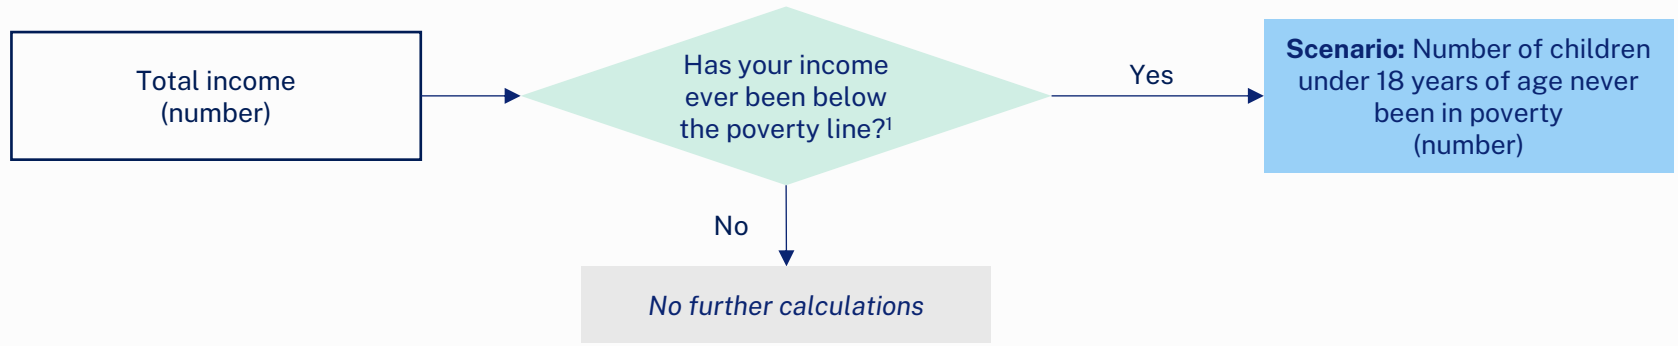 Total income
(number)
Has your income
ever been below
the poverty line?¹
Yes
Scenario: Number of children
under 18 years of age never
been in poverty
(number)
No
No further calculations